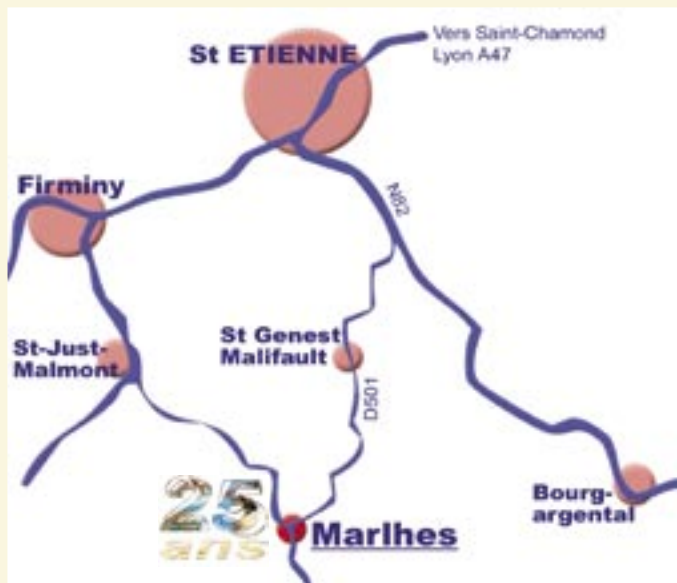 Vers Saint-Chamond
Lyon A47
St ETIENNE
Firminy
N82
St Genest
Malifault
St-Just-
Malmont
D501
25
ans
Marlhes
Bourg-
argental